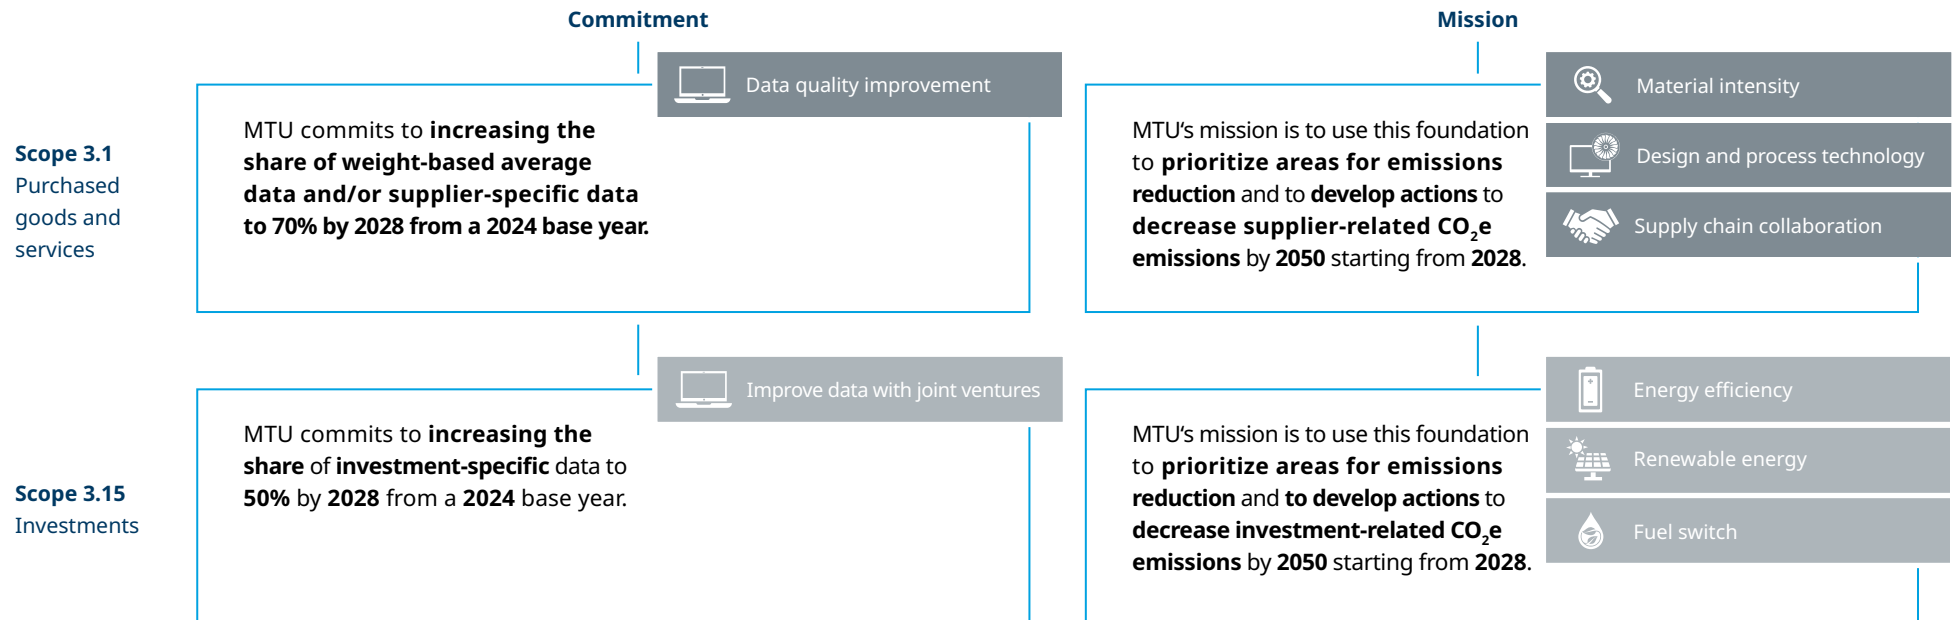 Commitment
Mission
Scope 3.1
Purchased
goods and
services
Data quality improvement
MTU commits to increasing the
share of weight-based average
data and/or supplier-specific data
to 70% by 2028 from a 2024 base year.
MTU‘s mission is to use this foundation
to prioritize areas for emissions
reduction and to develop actions to
decrease supplier-related CO₂e
emissions by 2050 starting from 2028.
Material intensity
Design and process technology
Supply chain collaboration
Scope 3.15
Investments
Improve data with joint ventures
MTU commits to increasing the
share of investment-specific data to
50% by 2028 from a 2024 base year.
MTU‘s mission is to use this foundation
to prioritize areas for emissions
reduction and to develop actions to
decrease investment-related CO₂e
emissions by 2050 starting from 2028.
Energy efficiency
Renewable energy
Fuel switch